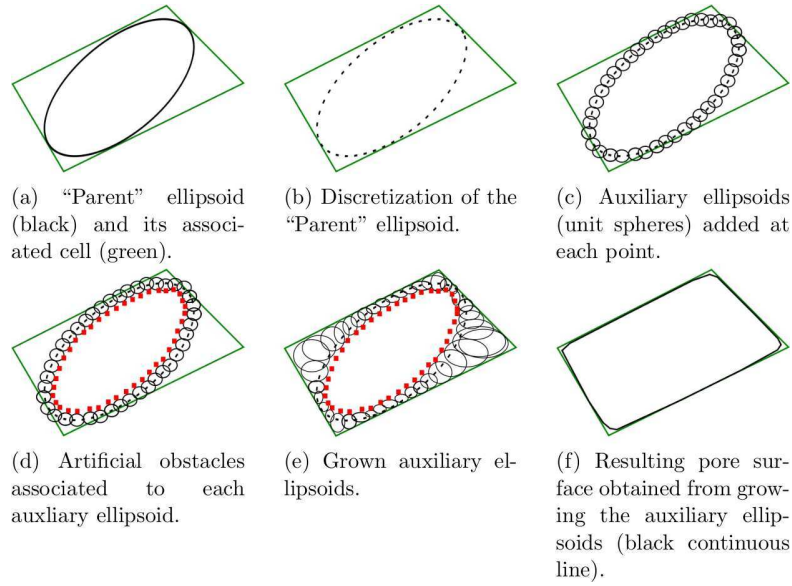 (a) “Parent” ellipsoid
(black) and its associ-
ated cell (green).
(b) Discretization of the
“Parent” ellipsoid.
(c) Auxiliary ellipsoids
(unit spheres) added at
each point.
(d) Artificial obstacles
associated to each
auxliary ellipsoid.
(e) Grown auxiliary el-
lipsoids.
(f) Resulting pore sur-
face obtained from grow-
ing the auxiliary ellip-
soids (black continuous
line).